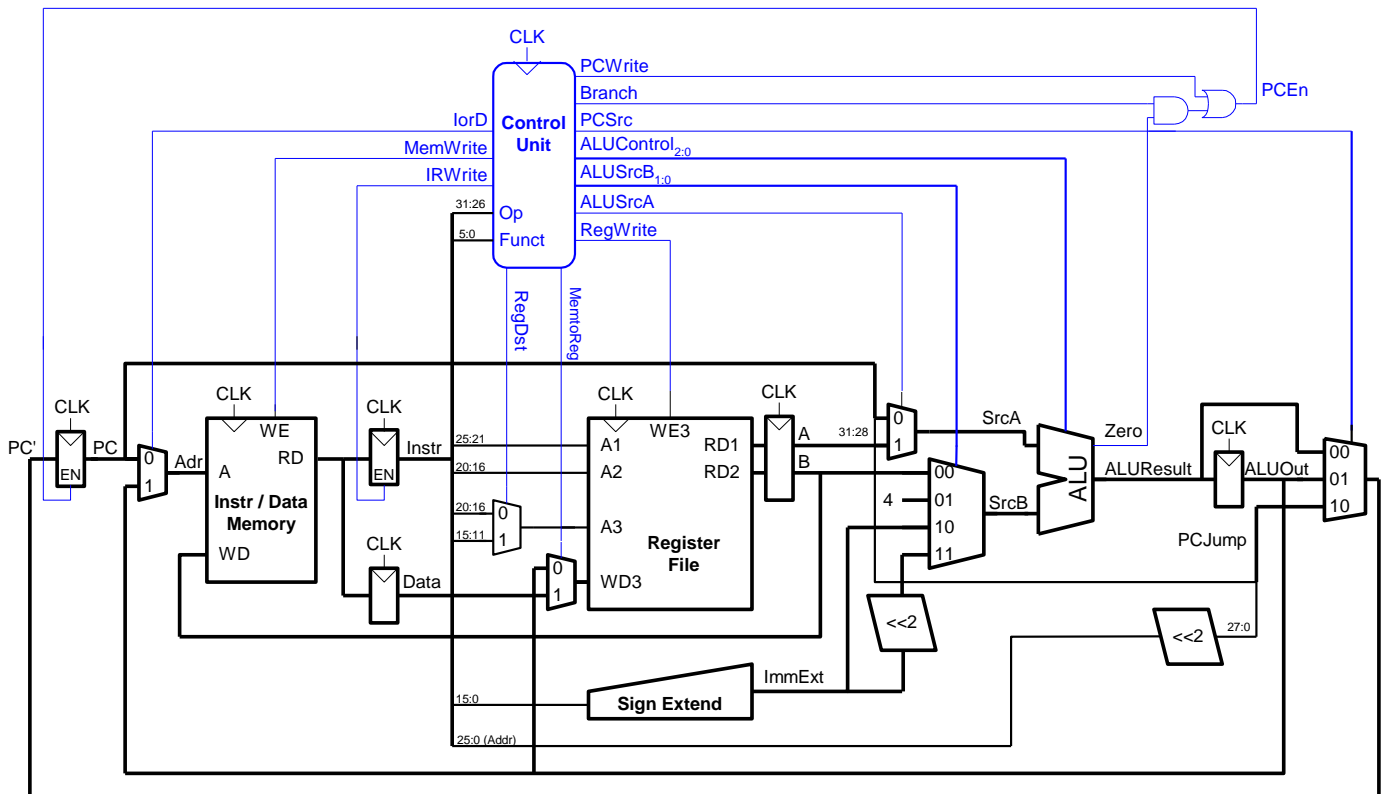 CLK
PCWrite
Branch
PCEn
IorD
Control
Unit
PCSrc
MemWrite
ALUControl2:0
IRWrite
ALUSrcB1:0
31:26
Op
ALUSrcA
5:0
Funct
RegWrite
RegDst
MemtoReg
CLK
CLK
CLK
CLK
CLK
PC'
EN
PC
0
1
Adr
WE
A
RD
Instr / Data
Memory
WD
EN
Instr
25:21
20:16
20:16
15:11
0
1
CLK
Data
0
1
A1
A2
A3
WD3
WE3
RD1
RD2
Register
File
A
B
31:28
0
1
SrcA
4
00
01
10
11
SrcB
ALU
Zero
ALUResult
CLK
ALUOut
00
01
10
PCJump
<<2
<<2
27:0
ImmExt
Sign Extend
15:0
25:0 (Addr)